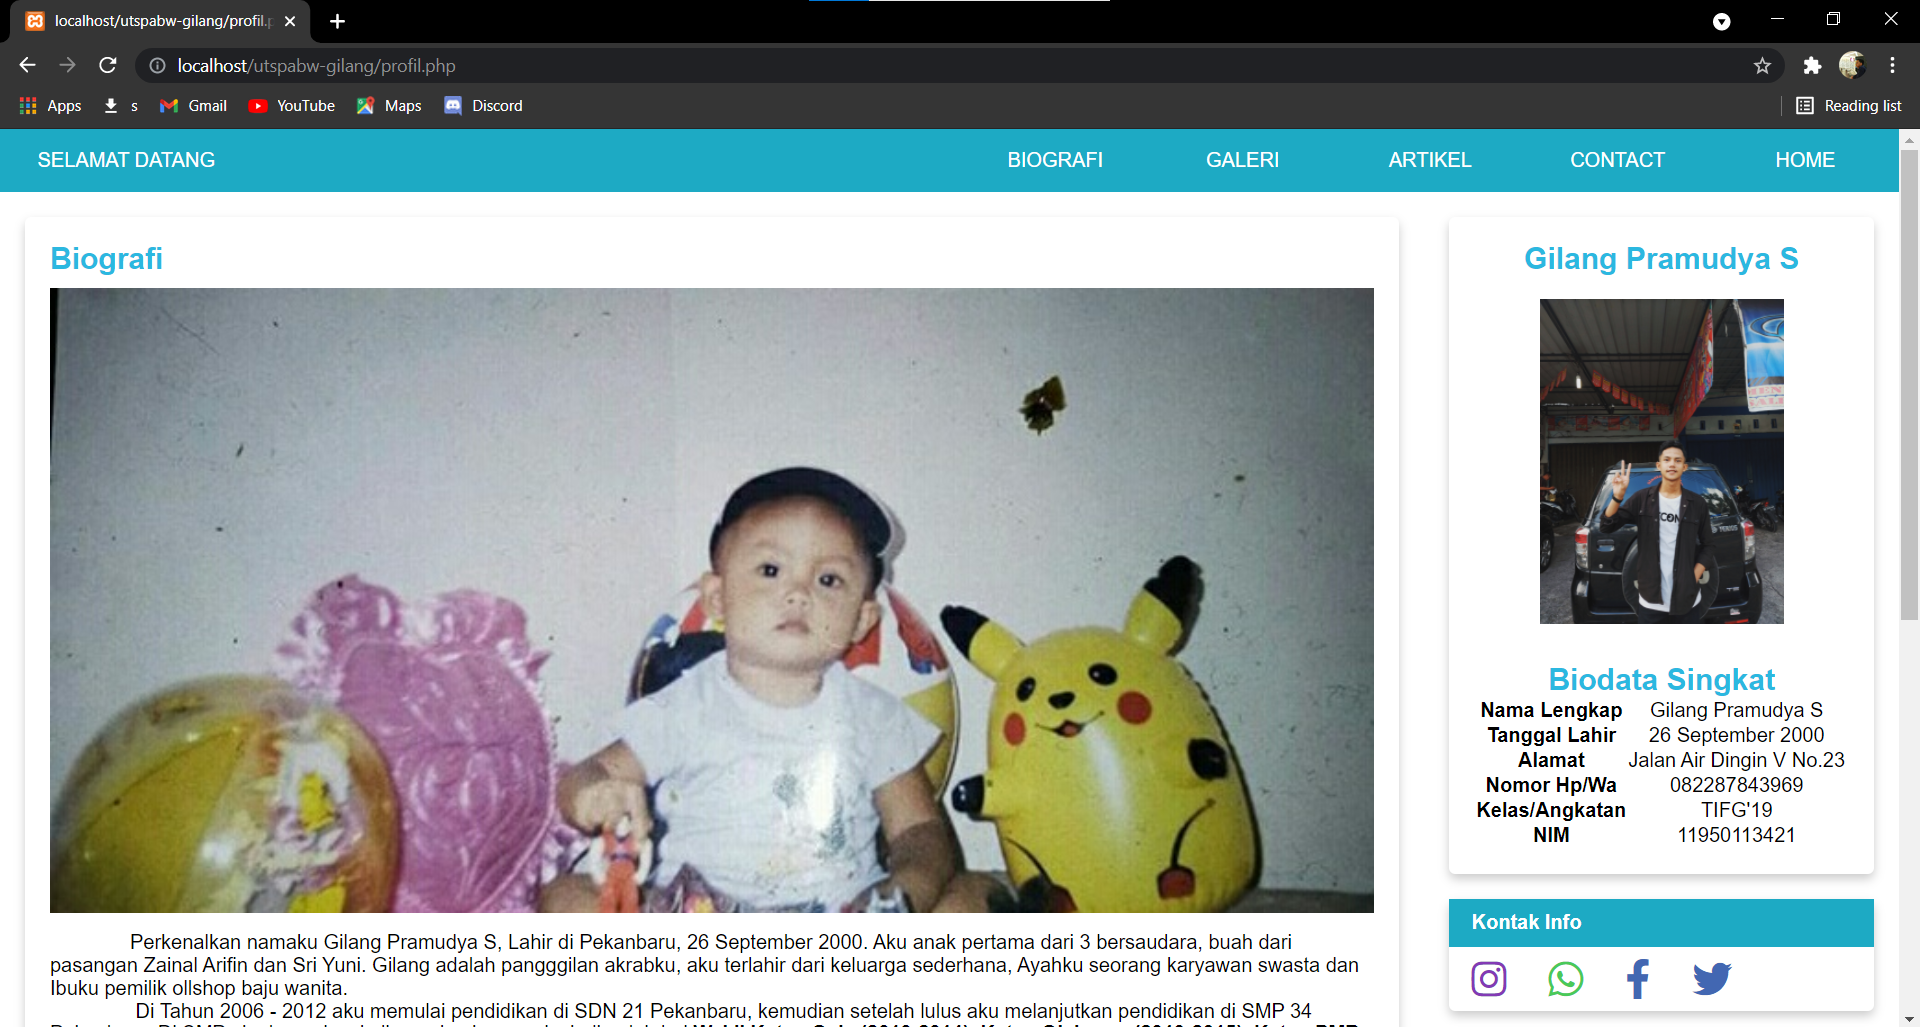 localhost/utspabw-gilang/profil.p
localhost/utspabw-gilang/profil.php
Apps
s
Gmail
YouTube
Maps
Discord
Reading list
SELAMAT DATANG
BIOGRAFI
GALERI
ARTIKEL
CONTACT
HOME
Biografi
Perkenalkan namaku Gilang Pramudya S, Lahir di Pekanbaru, 26 September 2000. Aku anak pertama dari 3 bersaudara, buah dari
pasangan Zainal Arifin dan Sri Yuni. Gilang adalah pangggilan akrabku, aku terlahir dari keluarga sederhana, Ayahku seorang karyawan swasta dan
Ibuku pemilik ollshop baju wanita.
Di Tahun 2006 - 2012 aku memulai pendidikan di SDN 21 Pekanbaru, kemudian setelah lulus aku melanjutkan pendidikan di SMP 34
Gilang Pramudya S
Biodata Singkat
Nama Lengkap Gilang Pramudya S
Tanggal Lahir 26 September 2000
Alamat Jalan Air Dingin V No.23
Nomor Hp/Wa 082287843969
Kelas/Angkatan TIFG'19
NIM 11950113421
Kontak Info